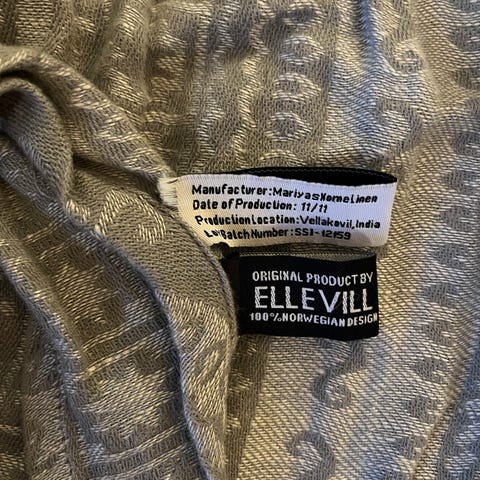 Manufacturer:MariyasHomeLinen
Date of Production: 11/11
Production Location:Vellakovil,India
Batch Number:SSI-12159
ORIGINAL PRODUCT BY
ELLEVILL
100% NORWEGIAN DESIGN